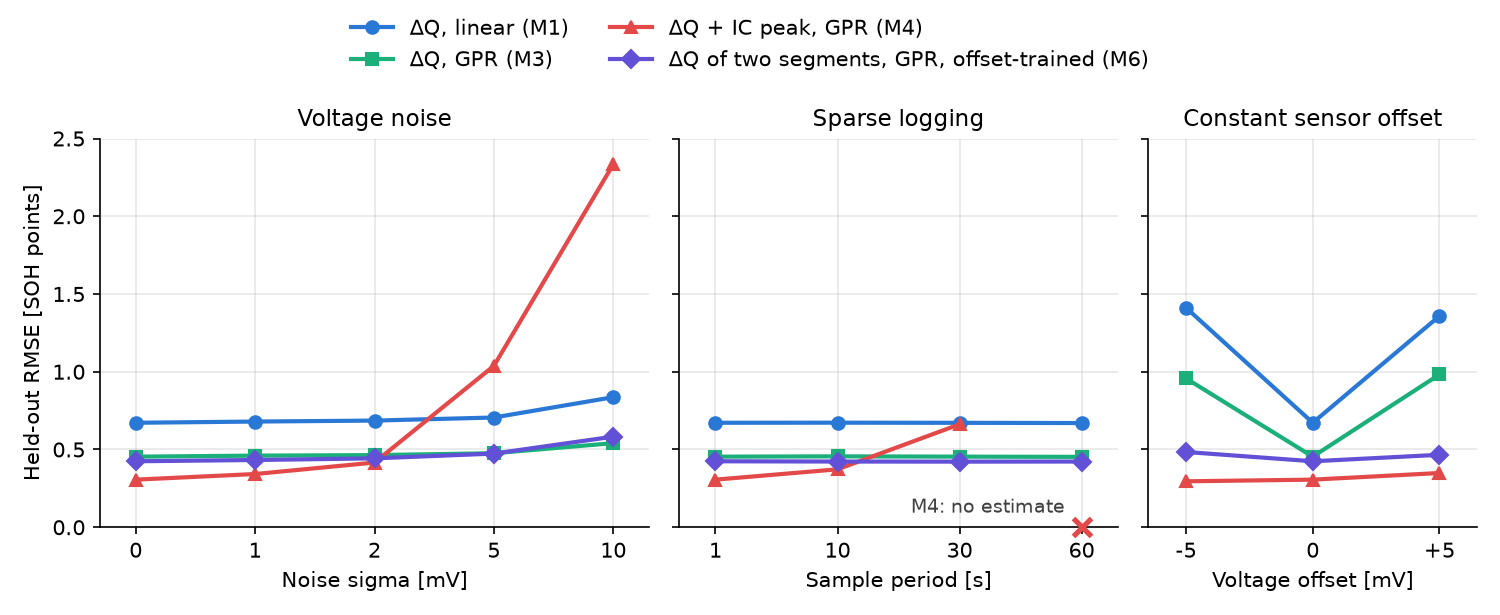 ΔQ, linear (M1)
ΔQ + IC peak, GPR (M4)
ΔQ, GPR (M3)
ΔQ of two segments, GPR, offset-trained (M6)
Voltage noise
Sparse logging
Constant sensor offset
Held-out RMSE [SOH points]
2.5
2.0
1.5
1.0
0.5
0.0
M4: no estimate
0 1 2 5 10
1 10 30 60
-5 0 +5
Noise sigma [mV]
Sample period [s]
Voltage offset [mV]